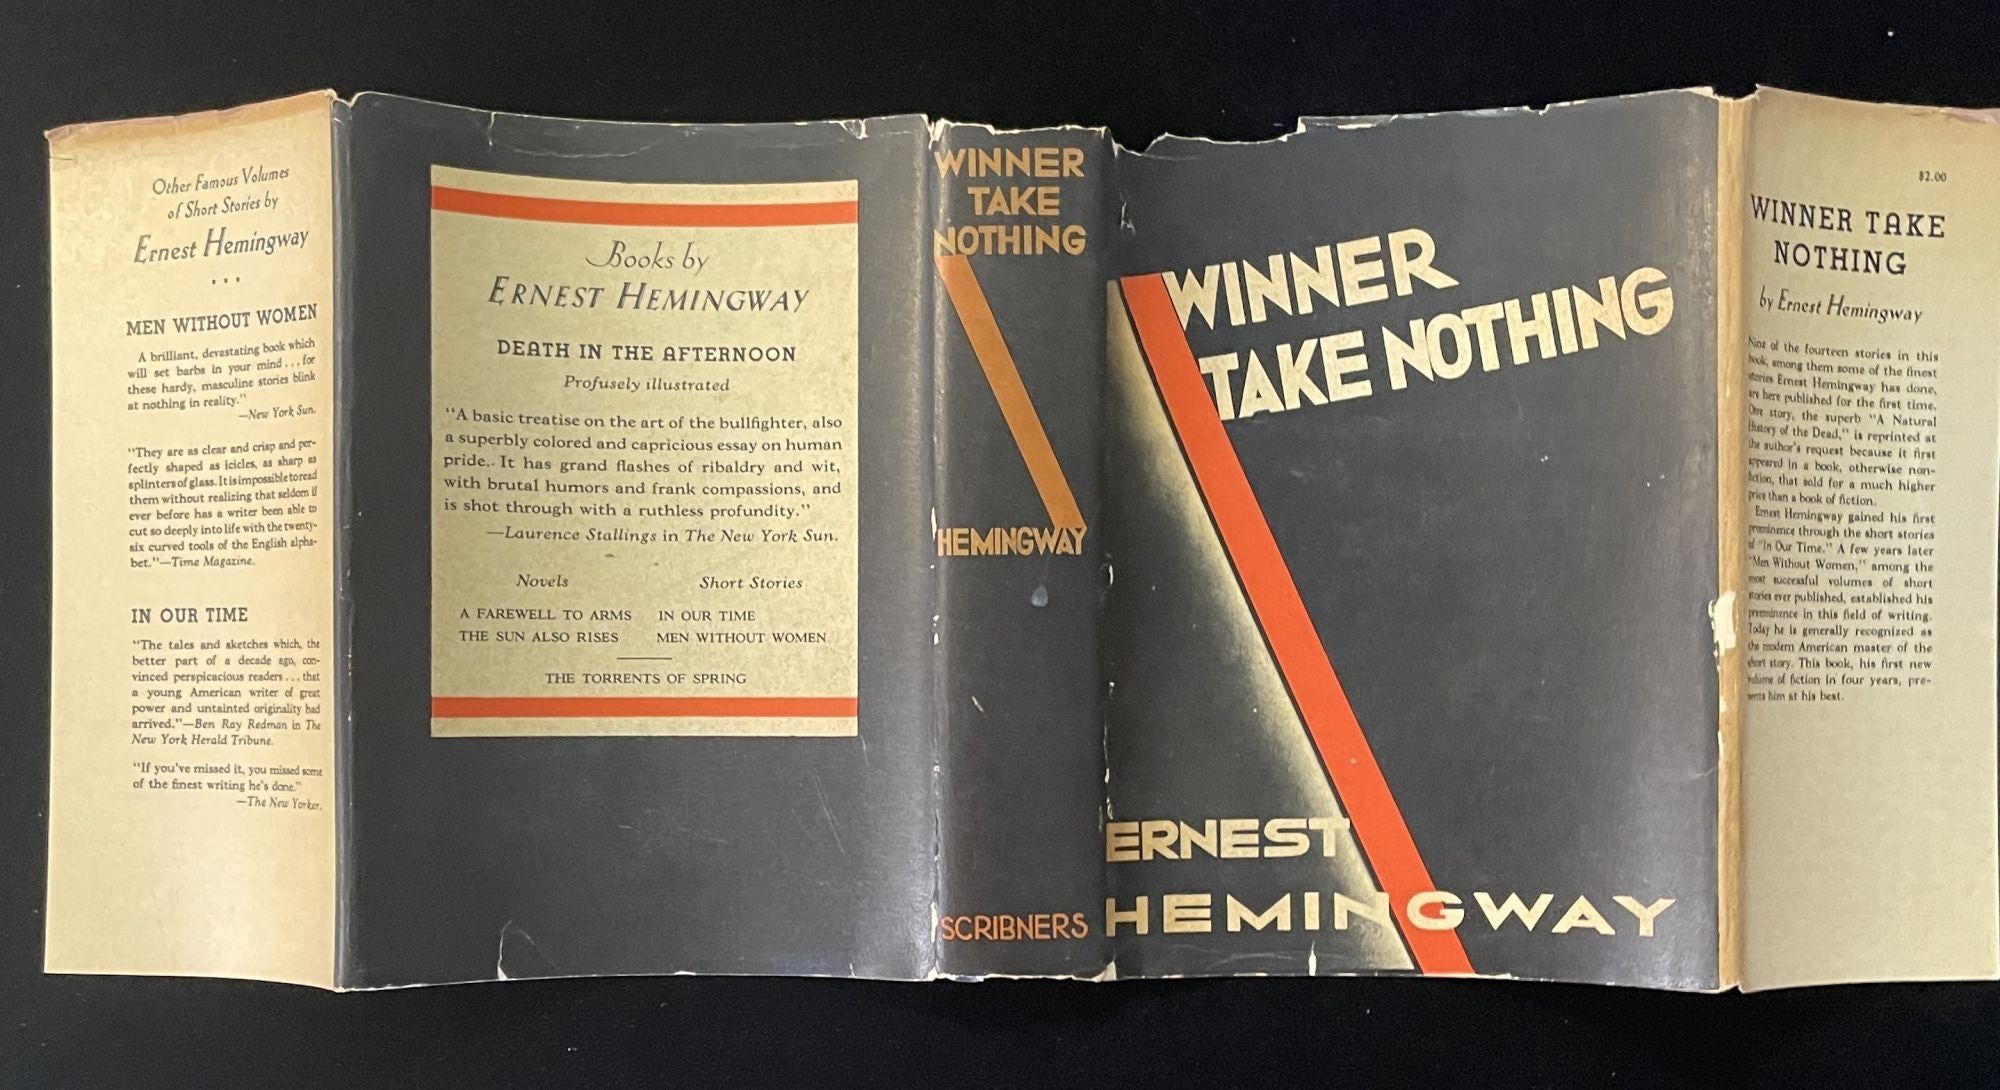 Other Famous Volumes
of Short Stories by
Ernest Hemingway
...
MEN WITHOUT WOMEN
A brilliant, devastating book which
will set barbs in your mind...for
these hardy, masculine stories blink
at nothing in reality."
—New York Sun.
"They are as clear and crisp and per-
fectly shaped as icicles, as sharp as
splinters of glass. It is impossible to read
them without realizing that seldom if
ever before has a writer been able to
cut so deeply into life with the twenty-
six curved tools of the English alpha-
bet."—Time Magazine.
IN OUR TIME
"The tales and sketches which, the
better part of a decade ago, con-
vinced perspicacious readers...that
a young American writer of great
power and untainted originality had
arrived."—Ben Ray Redman in The
New York Herald Tribune.
"If you've missed it, you missed some
of the finest writing he's done."
—The New Yorker.
Books by
ERNEST HEMINGWAY
DEATH IN THE AFTERNOON
Profusely illustrated
"A basic treatise on the art of the bullfighter, also
a superbly colored and capricious essay on human
pride.. It has grand flashes of ribaldry and wit,
with brutal humors and frank compassions, and
is shot through with a ruthless profundity."
—Laurence Stallings in The New York Sun.
Novels Short Stories
A FAREWELL TO ARMS IN OUR TIME
THE SUN ALSO RISES MEN WITHOUT WOMEN
THE TORRENTS OF SPRING
WINNER
TAKE
NOTHING
HEMINGWAY
SCRIBNERS
WINNER
TAKE NOTHING
ERNEST
HEMINGWAY
$2.00
WINNER TAKE
NOTHING
by Ernest Hemingway
Nine of the fourteen stories in this
book, among them some of the finest
stories Ernest Hemingway has done,
are here published for the first time.
One story, the superb "A Natural
History of the Dead," is reprinted at
the author's request because it first
appeared in a book, otherwise non-
fiction, that sold for a much higher
price than a book of fiction.
Ernest Hemingway gained his first
prominence through the short stories
of "In Our Time." A few years later
"Men Without Women," among the
most successful volumes of short
stories ever published, established his
preeminence in this field of writing.
Today he is generally recognized as
the modern American master of the
short story. This book, his first new
volume of fiction in four years, pre-
sents him at his best.